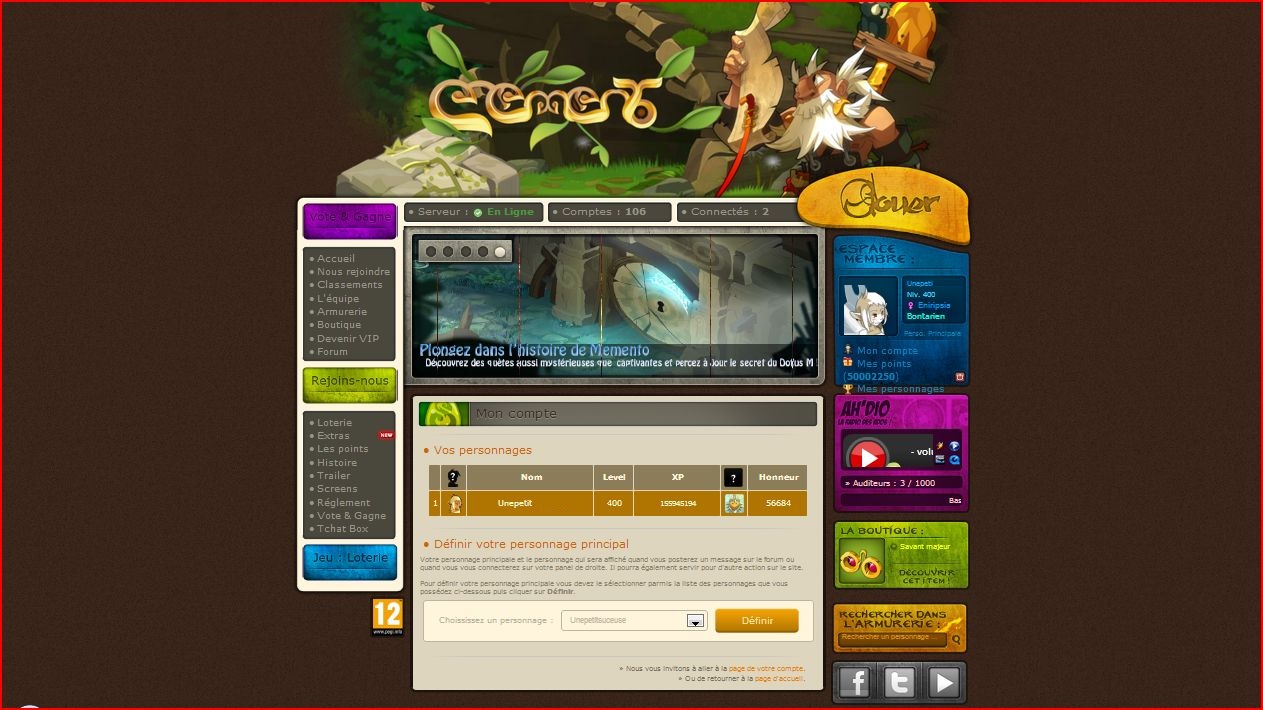 Clement
Jouer
Vote & Gagne
Serveur : En Ligne
Comptes : 106
Connectés : 2
Accueil
Nous rejoindre
Classements
L'équipe
Armurerie
Boutique
Devenir VIP
Forum
Rejoins-nous
Loterie
Extras NEW
Les points
Histoire
Trailer
Screens
Réglement
Vote & Gagne
Tchat Box
Jeu : Loterie
12
www.pegi.info
Plongez dans l'histoire de Memento
Découvrez des quêtes aussi mystérieuses que captivantes et percez à jour le secret du Dofus M !
Mon compte
Vos personnages
? Nom Level XP ? Honneur
1 Unepetit 400 155945194 56684
Définir votre personnage principal
Votre personnage principale et le personnage qui sera affiché quand vous posterez un message sur le forum ou
quand vous vous connecterez sur votre panel de droite. Il pourra également servir pour d'autre action sur le site.
Pour définir votre personnage principale vous devez le sélectionner parmis la liste des personnages que vous
possédez ci-dessous puis cliquer sur Définir.
Choississez un personnage :
Unepetitsuceuse
Définir
» Nous vous invitons à aller à la page de votre compte.
» Ou de retourner à la page d'accueil.
ESPACE
MEMBRE :
Unepeti
Niv. 400
Eniripsia
Bontarien
Perso. Principale
Mon compte
Mes points
(50002250)
Mes personnages
AH'DIO
LA RADIO DES ADOS !
- volu
» Auditeurs : 3 / 1000
Bas
LA BOUTIQUE :
Savant majeur
DÉCOUVRIR
CET ITEM !
RECHERCHER DANS
L'ARMURERIE :
Rechercher un personnage ...